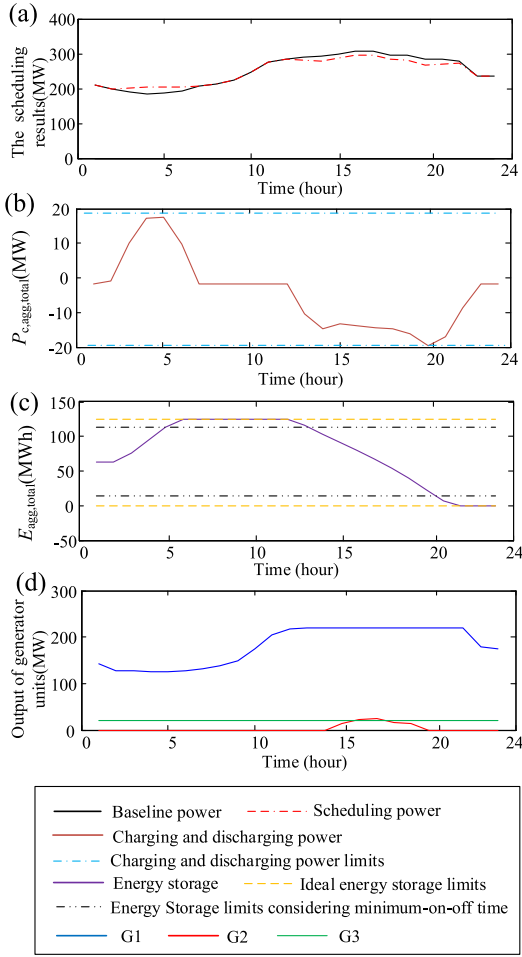 (a)
400
300
200
100
0
The scheduling
results(MW)
0 5 10 15 20 24
Time (hour)
(b)
20
10
0
-10
-20
P c,agg,total(MW)
0 5 10 15 20 24
Time (hour)
(c)
150
100
50
0
-50
E agg,total(MWh)
0 5 10 15 20 24
Time (hour)
(d)
300
200
100
0
Output of generator
units(MW)
0 5 10 15 20 24
Time (hour)
Baseline power Scheduling power
Charging and discharging power
Charging and discharging power limits
Energy storage Ideal energy storage limits
Energy Storage limits considering minimum-on-off time
G1 G2 G3